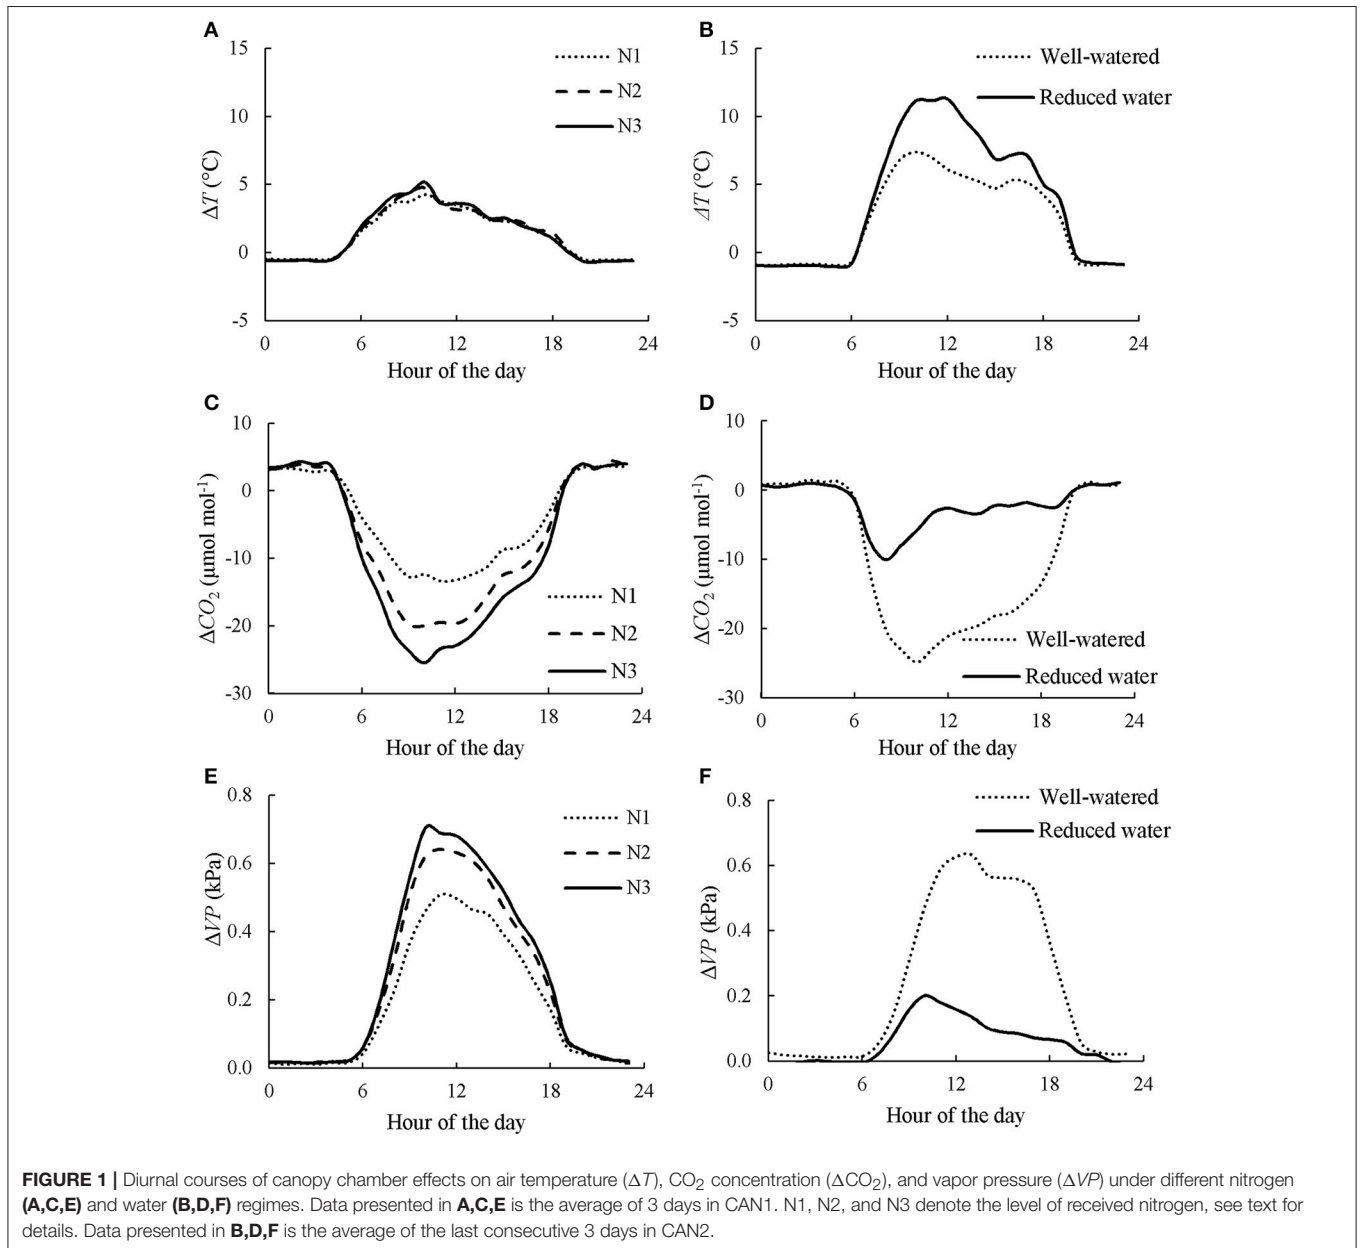 A
15
10
5
0
-5
ΔT (°C)
N1
N2
N3
0 6 12 18 24
Hour of the day
B
15
10
5
0
-5
ΔT (°C)
Well-watered
Reduced water
0 6 12 18 24
Hour of the day
C
10
0
-10
-20
-30
ΔCO₂ (µmol mol⁻¹)
N1
N2
N3
0 6 12 18 24
Hour of the day
D
10
0
-10
-20
-30
ΔCO₂ (µmol mol⁻¹)
Well-watered
Reduced water
0 6 12 18 24
Hour of the day
E
0.8
0.6
0.4
0.2
0.0
ΔVP (kPa)
N1
N2
N3
0 6 12 18 24
Hour of the day
F
0.8
0.6
0.4
0.2
0.0
ΔVP (kPa)
Well-watered
Reduced water
0 6 12 18 24
Hour of the day
FIGURE 1 | Diurnal courses of canopy chamber effects on air temperature (ΔT), CO₂ concentration (ΔCO₂), and vapor pressure (ΔVP) under different nitrogen
(A,C,E) and water (B,D,F) regimes. Data presented in A,C,E is the average of 3 days in CAN1. N1, N2, and N3 denote the level of received nitrogen, see text for
details. Data presented in B,D,F is the average of the last consecutive 3 days in CAN2.